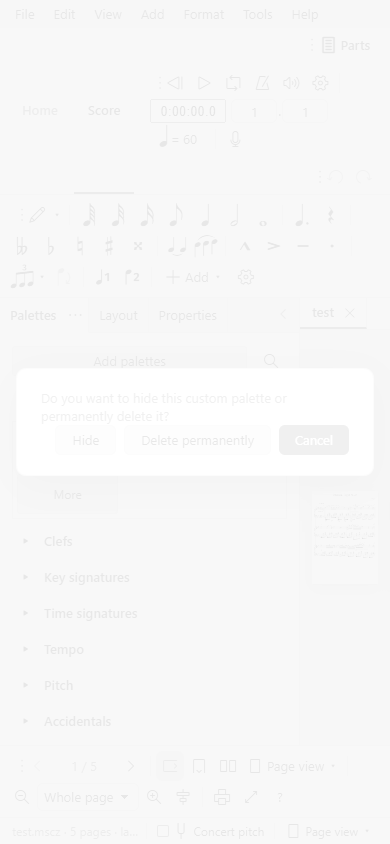 File Edit View Add Format Tools Help
Parts
Home Score 0:00:00.0 1 . 1
= 60
1 2 Add
Palettes Layout Properties test
Add palettes
Do you want to hide this custom palette or
permanently delete it?
Hide Delete permanently Cancel
More
Clefs
Key signatures
Time signatures
Tempo
Pitch
Accidentals
1 / 5 Page view
Whole page ?
5 pages Concert pitch Page view